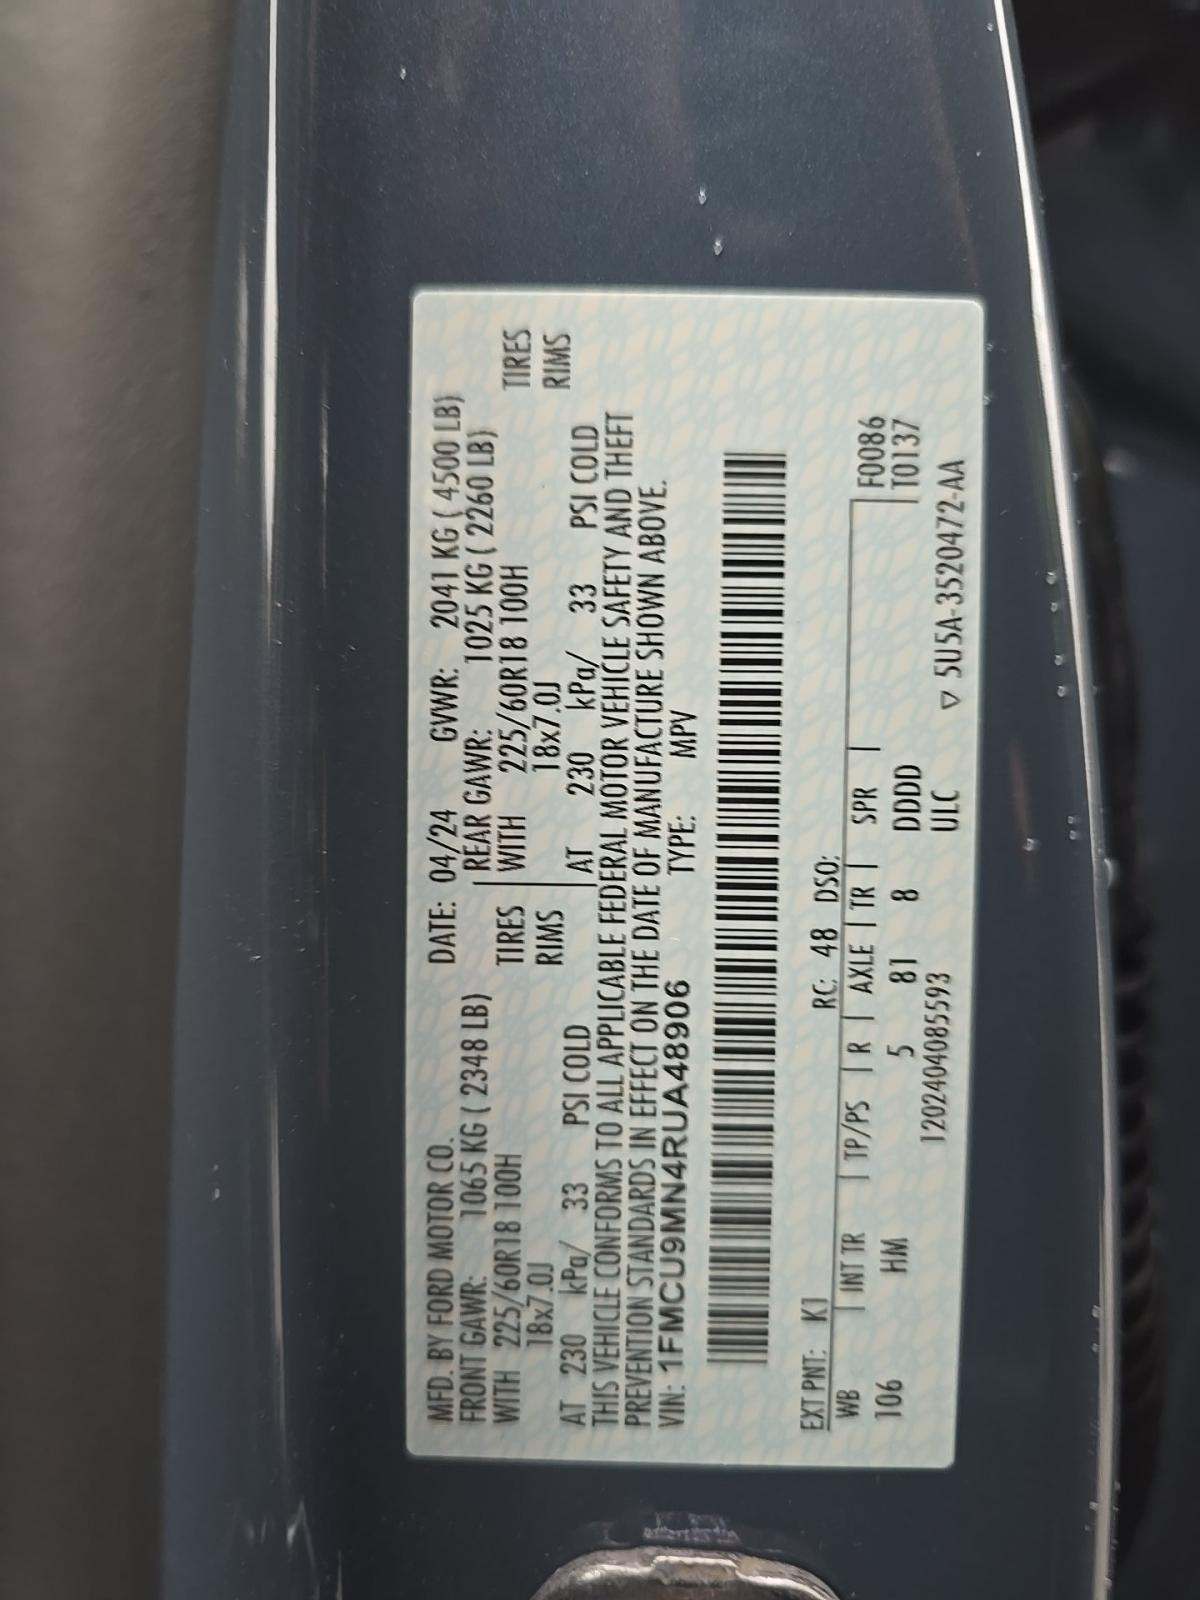 MFD. BY FORD MOTOR CO. DATE: 04/24 GVWR: 2041 KG ( 4500 LB)
FRONT GAWR: 1065 KG ( 2348 LB) REAR GAWR: 1025 KG ( 2260 LB)
WITH 225/60R18 100H TIRES WITH 225/60R18 100H TIRES
18x7.0J RIMS 18x7.0J RIMS
AT 230 kPa/ 33 PSI COLD AT 230 kPa/ 33 PSI COLD
THIS VEHICLE CONFORMS TO ALL APPLICABLE FEDERAL MOTOR VEHICLE SAFETY AND THEFT
PREVENTION STANDARDS IN EFFECT ON THE DATE OF MANUFACTURE SHOWN ABOVE.
VIN: 1FMCU9MN4RUA48906 TYPE: MPV
EXT PNT: K1 RC: 48 DSO:
WB | INT TR | TP/PS | R | AXLE | TR | SPR | F0086
106 HM 5 81 8 DDDD T0137
1202404085593 ULC ▽ 5U5A-3520472-AA